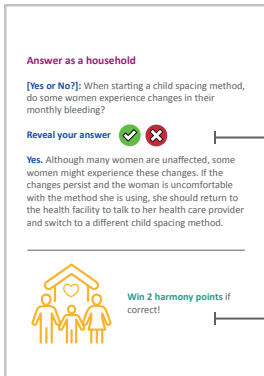 Answer as a household
[Yes or No?]: When starting a child spacing method,
do some women experience changes in their
monthly bleeding?
Reveal your answer
Yes. Although many women are unaffected, some
women might experience these changes. If the
changes persist and the woman is uncomfortable
with the method she is using, she should return to
the health facility to talk to her health care provider
and switch to a different child spacing method.
Win 2 harmony points if
correct!